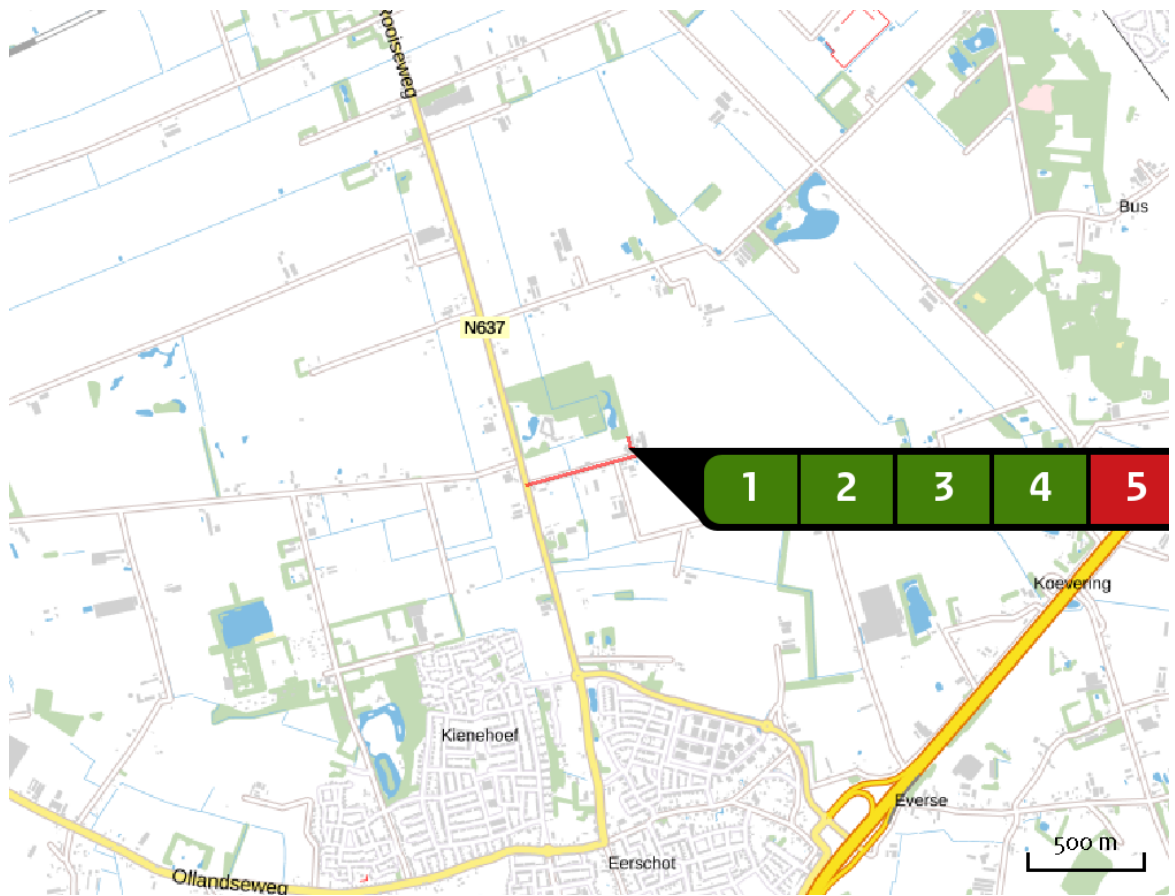 Rooiseweg
Bus
N637
1 2 3 4 5
Koevering
Kienehoef
Everse
500 m
Eerschot
Ollandseweg